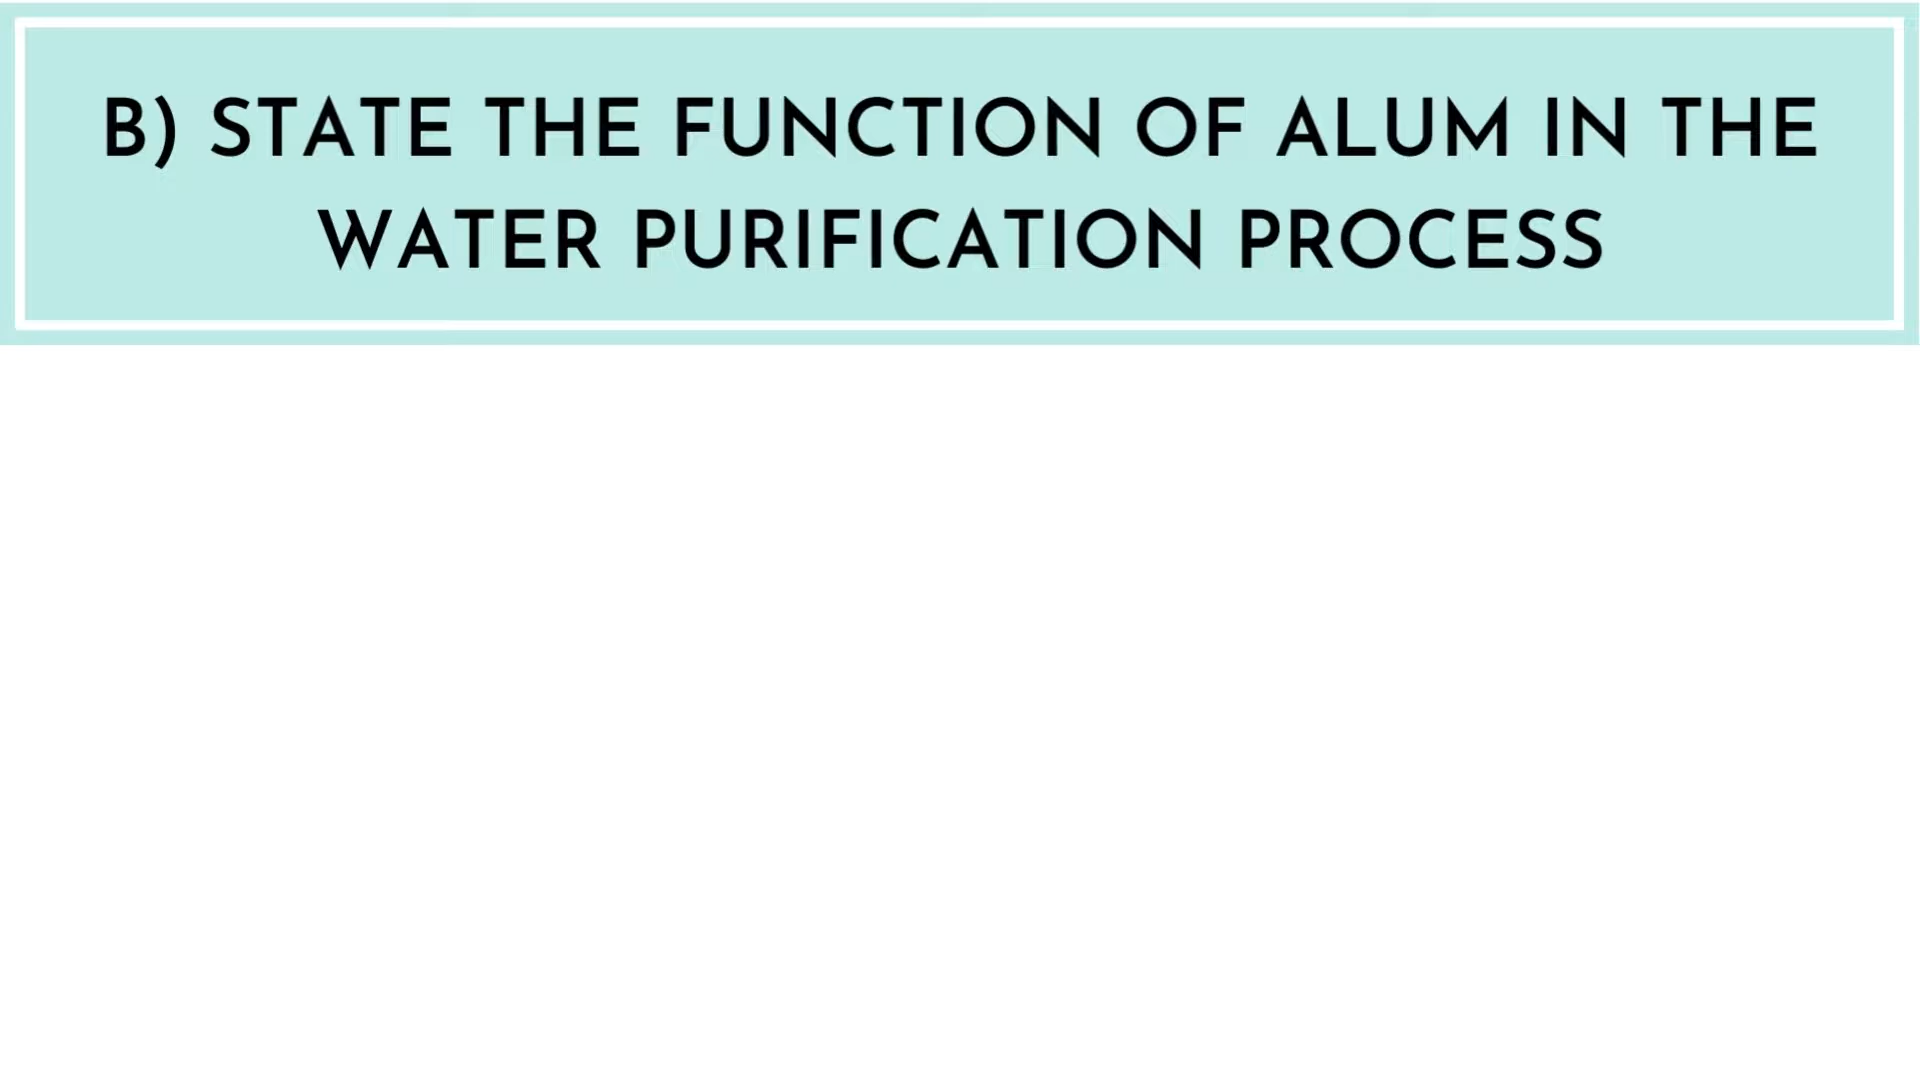 B) STATE THE FUNCTION OF ALUM IN THE
WATER PURIFICATION PROCESS